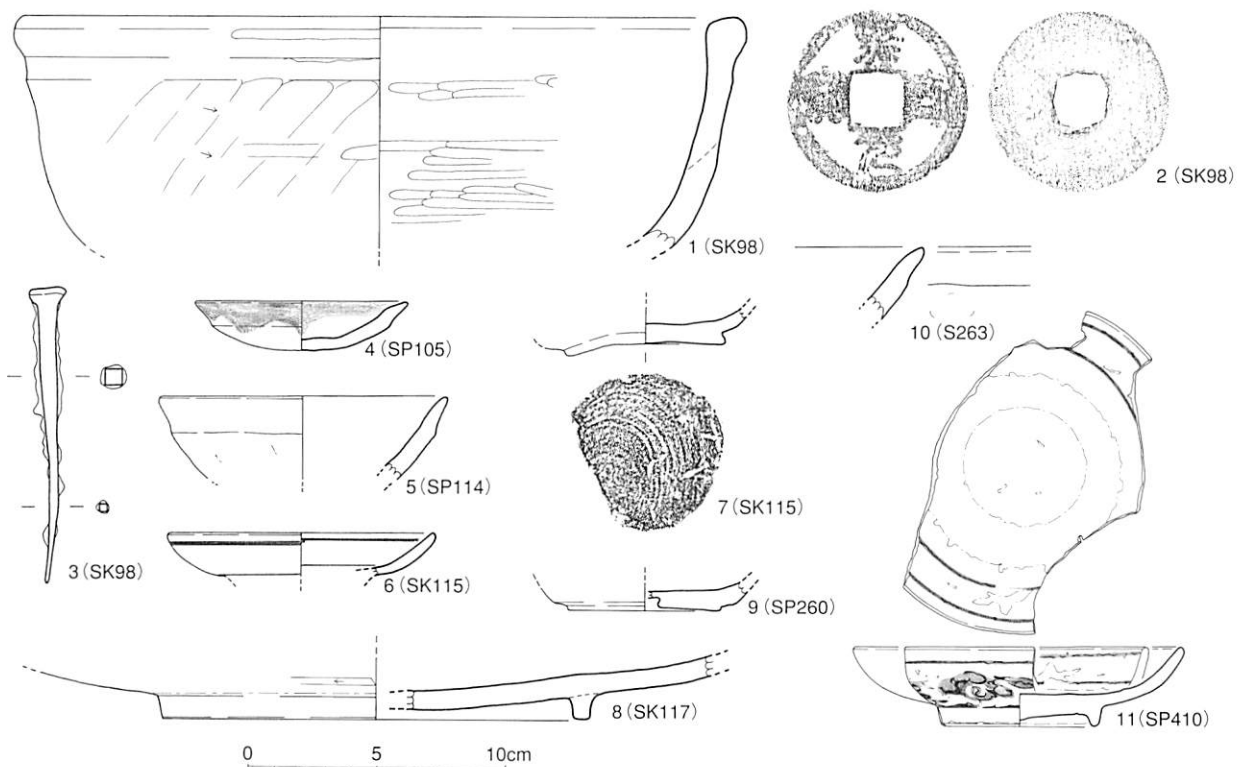 1 (SK98)
2 (SK98)
3 (SK98)
4 (SP105)
5 (SP114)
6 (SK115)
7 (SK115)
8 (SK117)
9 (SP260)
10 (S263)
11 (SP410)
0 5 10cm